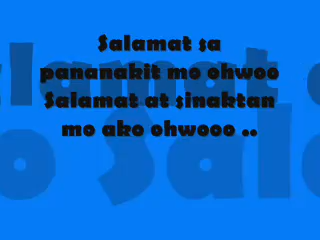 Salamat sa
pananakit mo ohwoo
Salamat at sinaktan
mo ako ohwooo ..